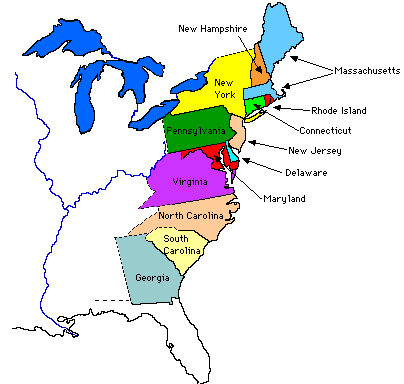 New Hampshire
Massachusetts
New
York
Rhode Island
Connecticut
Pennsylvania
New Jersey
Delaware
Virginia
Maryland
North Carolina
South
Carolina
Georgia